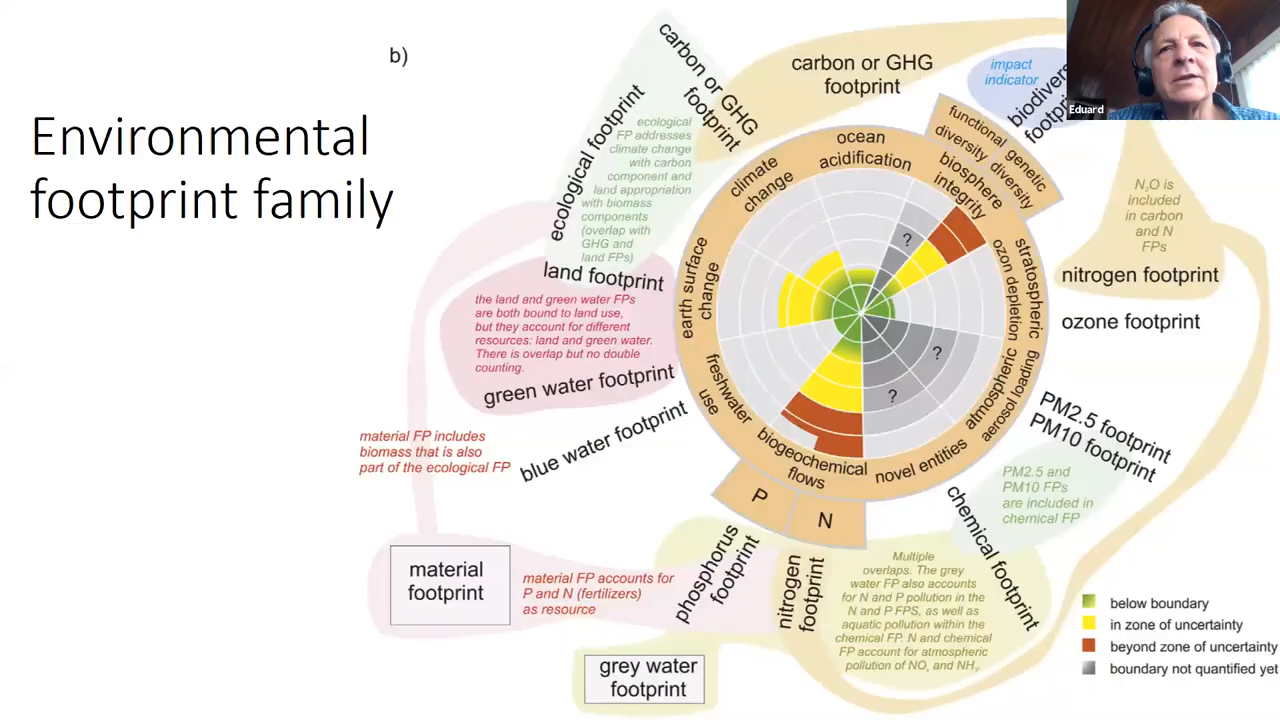 Environmental
footprint family
b)
carbon or GHG
footprint
carbon or GHG
footprint
impact
indicator
Eduard
ecological footprint
ecological
FP addresses
climate change
with carbon
component and
land appropriation
with biomass
components
(overlap with
GHG and
land FPs)
land footprint
the land and green water FPs
are both bound to land use,
but they account for different
resources: land and green water.
There is overlap but no double
counting.
green water footprint
blue water footprint
material FP includes
biomass that is also
part of the ecological FP
material
footprint
material FP accounts for
P and N (fertilizers)
as resource
grey water
footprint
phosphorus
footprint
nitrogen
footprint
Multiple
overlaps. The grey
water FP also accounts
for N and P pollution in the
N and P FPS, as well as
aquatic pollution within the
chemical FP. N and chemical
FP account for atmospheric
pollution of NOx and NH3.
chemical footprint
PM2.5 and
PM10 FPs
are included in
chemical FP
PM2.5 footprint
PM10 footprint
ozone footprint
nitrogen footprint
N2O is
included
in carbon
and N
FPs
climate
change
ocean
acidification
biosphere
integrity
functional
diversity
genetic
diversity
stratospheric
ozon depletion
atmospheric
aerosol loading
novel entities
biogeochemical
flows
P
N
freshwater
use
earth surface
change
?
?
?
below boundary
in zone of uncertainty
beyond zone of uncertainty
boundary not quantified yet